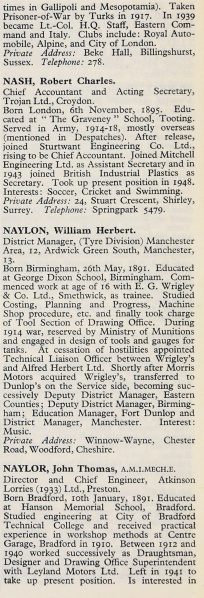 times in Gallipoli and Mesopotamia). Taken
Prisoner-of-War by Turks in 1917. In 1939
became Lt.-Col. H.Q. Staff, Eastern Com-
mand and Italy. Clubs include: Royal Auto-
mobile, Alpine, and City of London.
Private Address: Beke Hall, Billingshurst,
Sussex. Telephone: 278.
NASH, Robert Charles.
Chief Accountant and Acting Secretary,
Trojan Ltd., Croydon.
Born London, 6th November, 1895. Edu-
cated at " The Graveney " School, Tooting.
Served in Army, 1914-18, mostly overseas
(mentioned in Despatches). After release,
joined Sturtwant Engineering Co. Ltd.,
rising to be Chief Accountant. Joined Mitchell
Engineering Ltd. as Assistant Secretary and in
1943 joined British Industrial Plastics as
Secretary. Took up present position in 1948.
Interests: Soccer, Cricket and Swimming.
Private Address: 24, Stuart Crescent, Shirley,
Surrey. Telephone: Springpark 5479.
NAYLON, William Herbert.
District Manager, (Tyre Division) Manchester
Area, 12, Ardwick Green South, Manchester,
13.
Born Birmingham, 26th May, 1891. Educated
at George Dixon School, Birmingham. Com-
menced work at age of 16 with E. G. Wrigley
& Co. Ltd., Smethwick, as trainee. Studied
Costing, Planning and Progress, Machine
Shop procedure, etc. and finally took charge
of Tool Section of Drawing Office. During
1914 war, reserved by Ministry of Munitions
and engaged in design of tools and gauges for
tanks. At cessation of hostilities appointed
Technical Liaison Officer between Wrigley's
and Alfred Herbert Ltd. Shortly after Morris
Motors acquired Wrigley's, transferred to
Dunlop's on the Service side, becoming suc-
cessively Deputy District Manager, Eastern
Counties; Deputy District Manager, Birming-
ham; Education Manager, Fort Dunlop and
District Manager, Manchester. Interest:
Music.
Private Address: Winnow-Wayne, Chester
Road, Woodford, Cheshire.
NAYLOR, John Thomas, A.M.I.MECH.E.
Director and Chief Engineer, Atkinson
Lorries (1933) Ltd., Preston.
Born Bradford, 10th January, 1891. Educated
at Hanson Memorial School, Bradford.
Studied engineering at City of Bradford
Technical College and received practical
experience in workshop methods at Centre
Garage, Bradford in 1910. Between 1912 and
1940 worked successively as Draughtsman,
Designer and Drawing Office Superintendent
with Leyland Motors Ltd. Left in 1941 to
take up present position. Is interested in